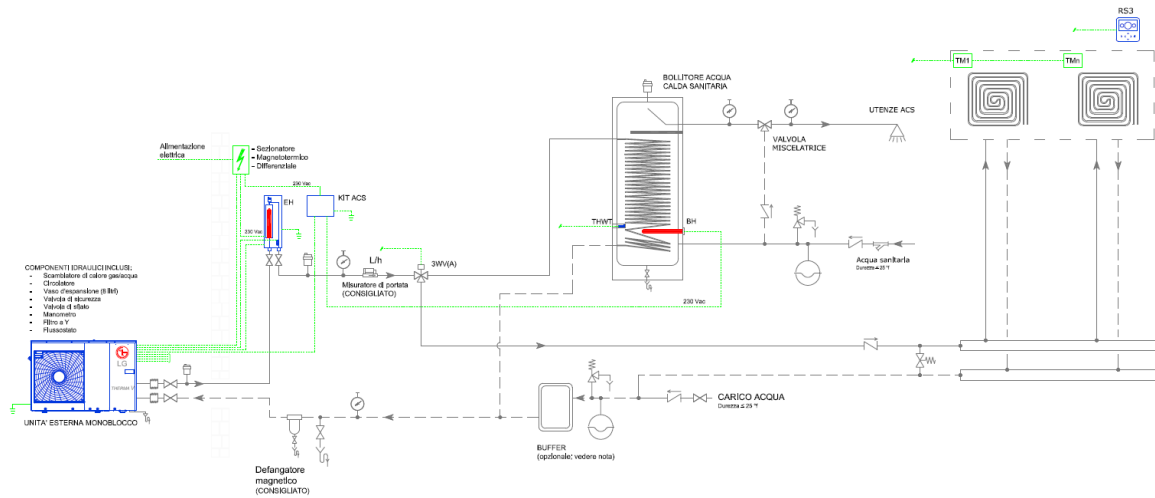 RS3
TM1
TMn
BOLLITORE ACQUA
CALDA SANITARIA
UTENZE ACS
VALVOLA
MISCELATRICE
Alimentazione
elettrica
- Sezionatore
- Magnetotermico
- Differenziale
230 Vac
EH
KIT ACS
230 Vac
THWT
BH
L/h
3WV(A)
Misuratore di portata
(CONSIGLIATO)
Acqua sanitaria
Durezza ≤ 25 °f
230 Vac
COMPONENTI IDRAULICI INCLUSI:
- Scambiatore di calore gas/acqua
- Circolatore
- Vaso d'espansione (8 litri)
- Valvola di sicurezza
- Valvola di sfiato
- Manometro
- Filtro a Y
- Flussostato
LG
THERMA V
UNITA' ESTERNA MONOBLOCCO
CARICO ACQUA
Durezza ≤ 25 °f
BUFFER
(opzionale: vedere nota)
Defangatore
magnetico
(CONSIGLIATO)